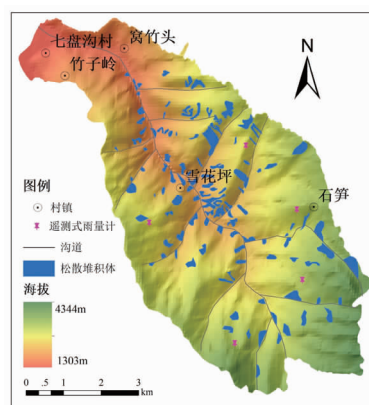 七盘沟村
窝竹头
竹子岭
N
雪花坪
石笋
图例
村镇
遥测式雨量计
沟道
松散堆积体
海拔
4344m
1303m
0 .5 1 2 3
km